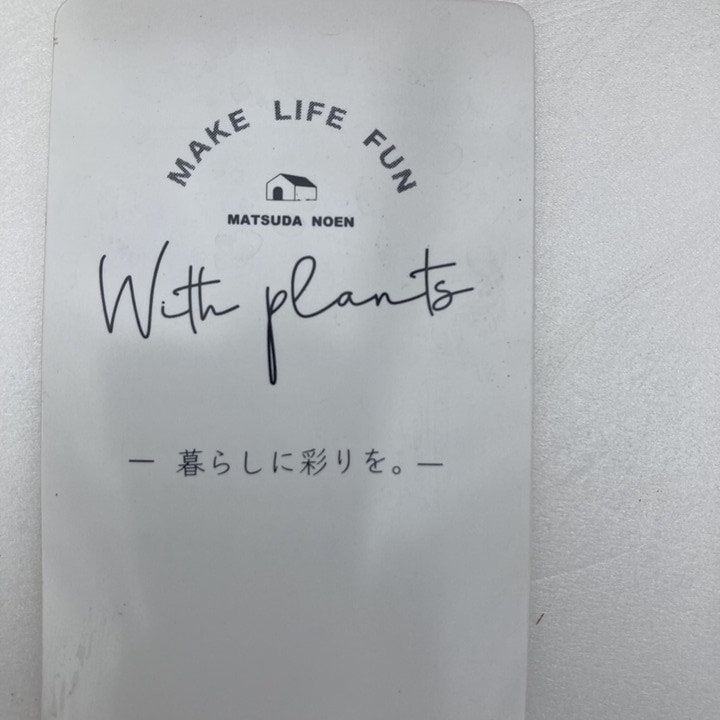 MAKE LIFE FUN
MATSUDA NOEN
With plants
— 暮らしに彩りを。—